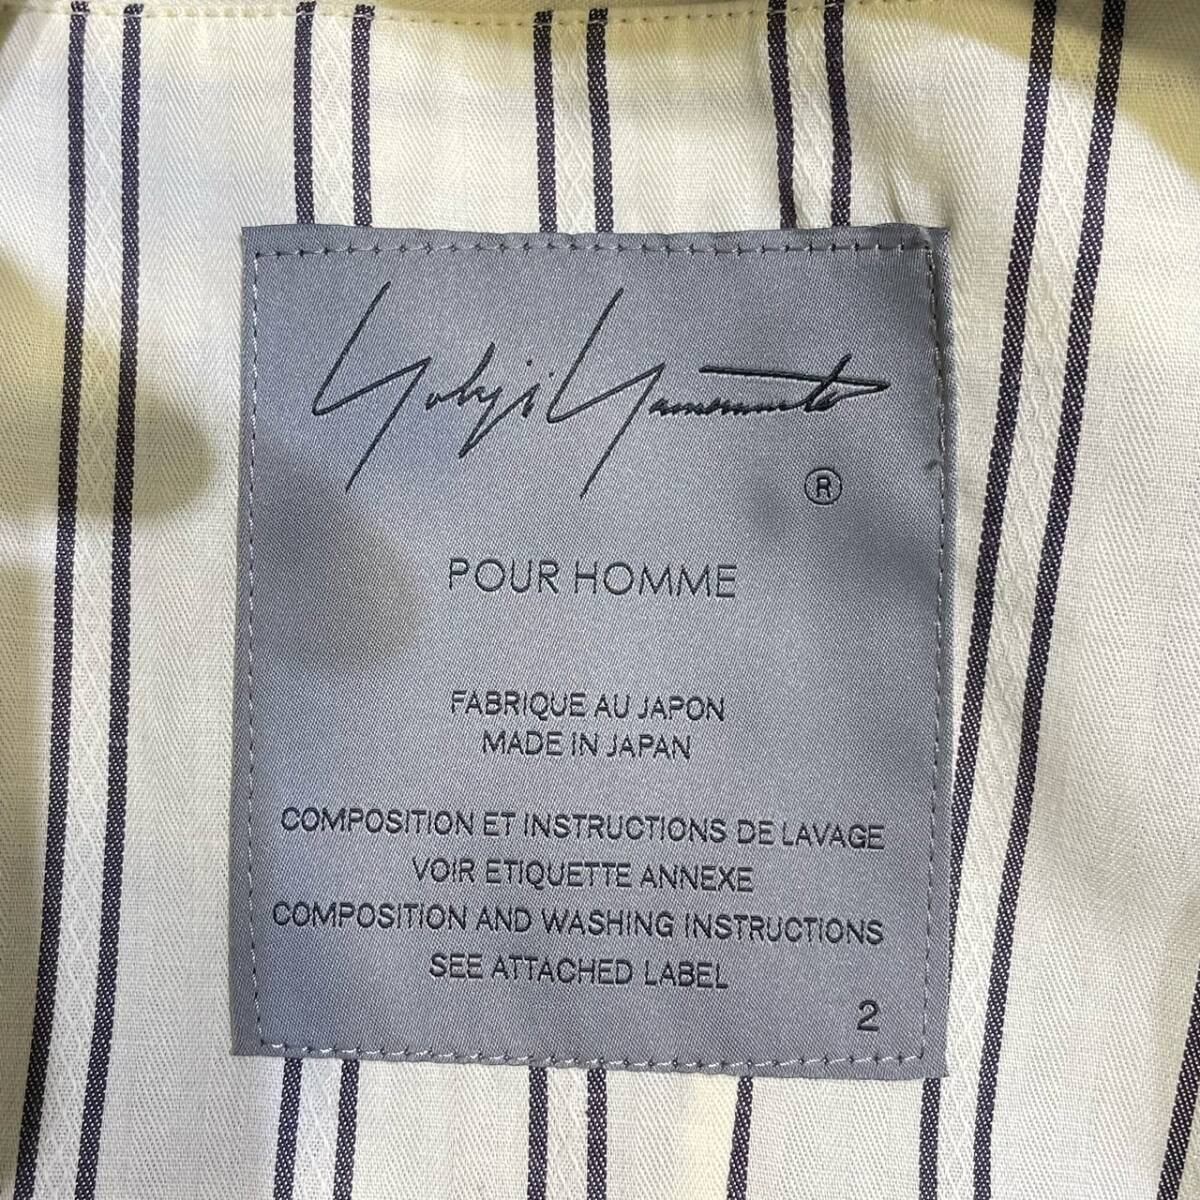 Yohji Yamamoto
®
POUR HOMME
FABRIQUE AU JAPON
MADE IN JAPAN
COMPOSITION ET INSTRUCTIONS DE LAVAGE
VOIR ETIQUETTE ANNEXE
COMPOSITION AND WASHING INSTRUCTIONS
SEE ATTACHED LABEL
2